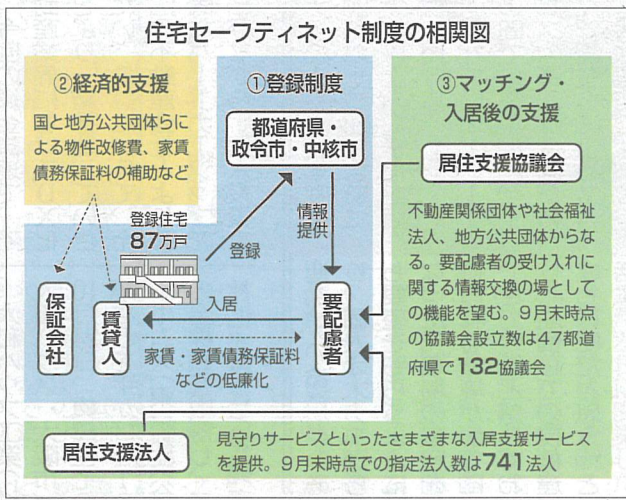 住宅セーフティネット制度の相関図
②経済的支援
国と地方公共団体らに
よる物件改修費、家賃
債務保証料の補助など
①登録制度
都道府県・
政令市・中核市
登録住宅
87万戸
登録
情報
提供
保証会社
賃貸人
入居
家賃・家賃債務保証料
などの低廉化
要配慮者
③マッチング・
入居後の支援
居住支援協議会
不動産関係団体や社会福祉
法人、地方公共団体からな
る。要配慮者の受け入れに
関する情報交換の場として
の機能を望む。9月末時点
の協議会設立数は47都道
府県で132協議会
居住支援法人
見守りサービスといったさまざまな入居支援サービス
を提供。9月末時点での指定法人数は741法人